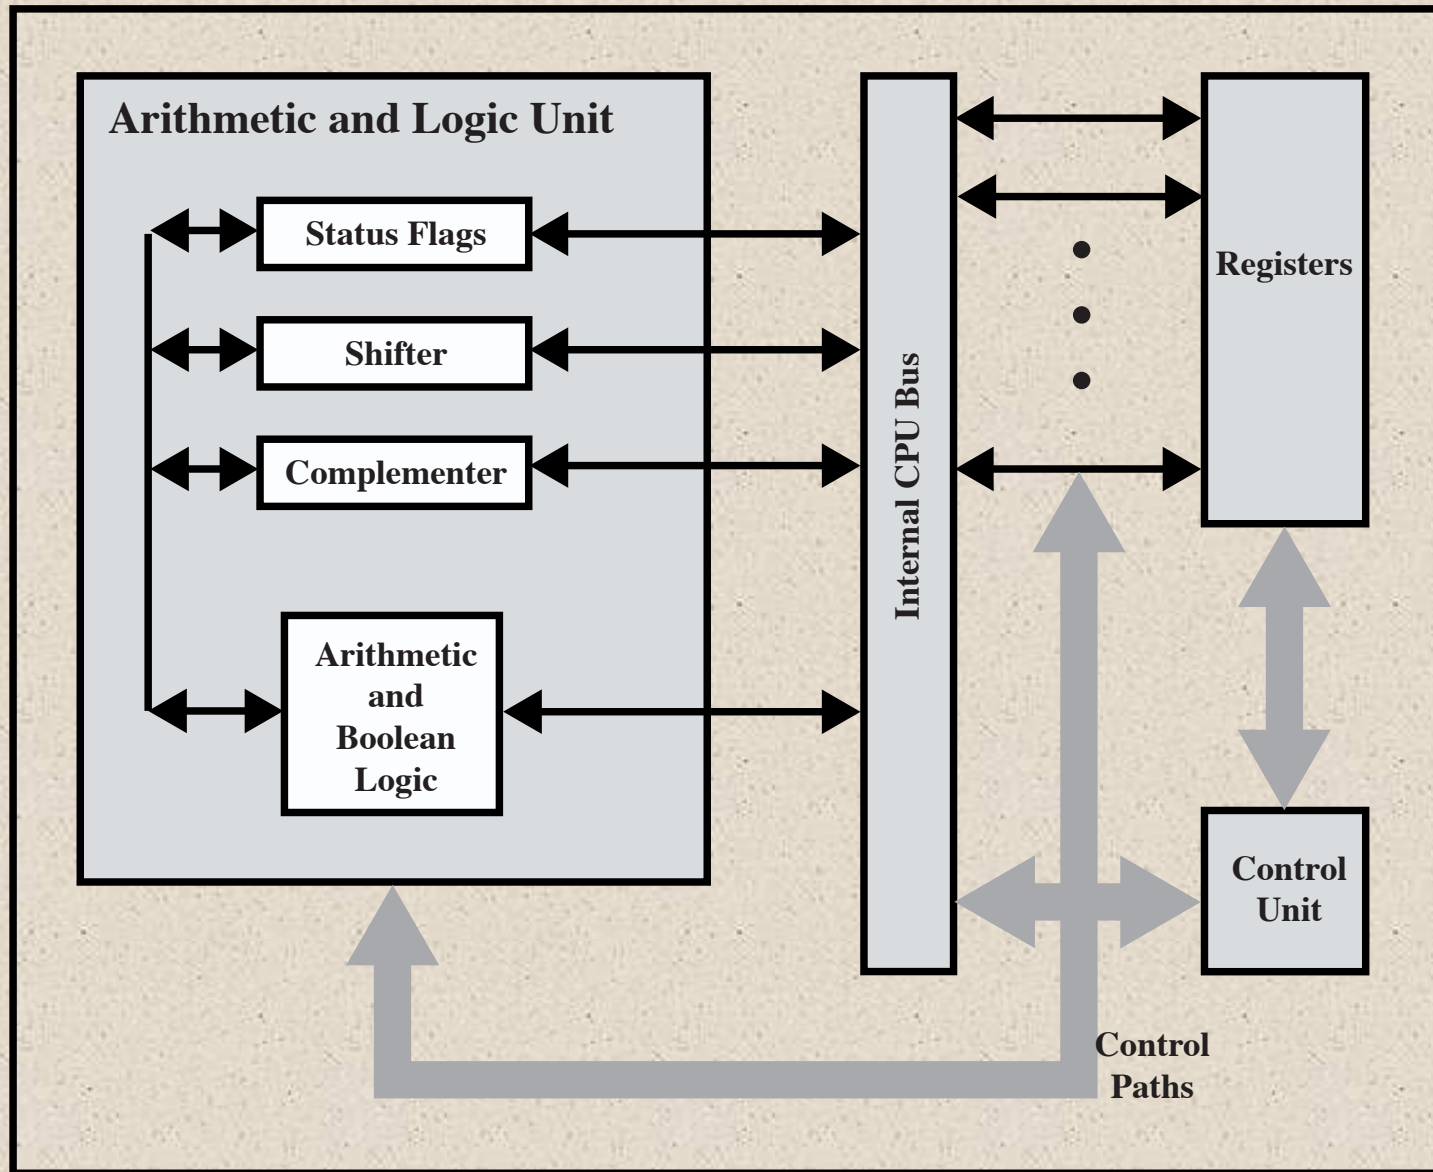 Arithmetic and Logic Unit
Status Flags
Shifter
Complementer
Arithmetic
and
Boolean
Logic
Internal CPU Bus
Registers
Control
Unit
Control
Paths